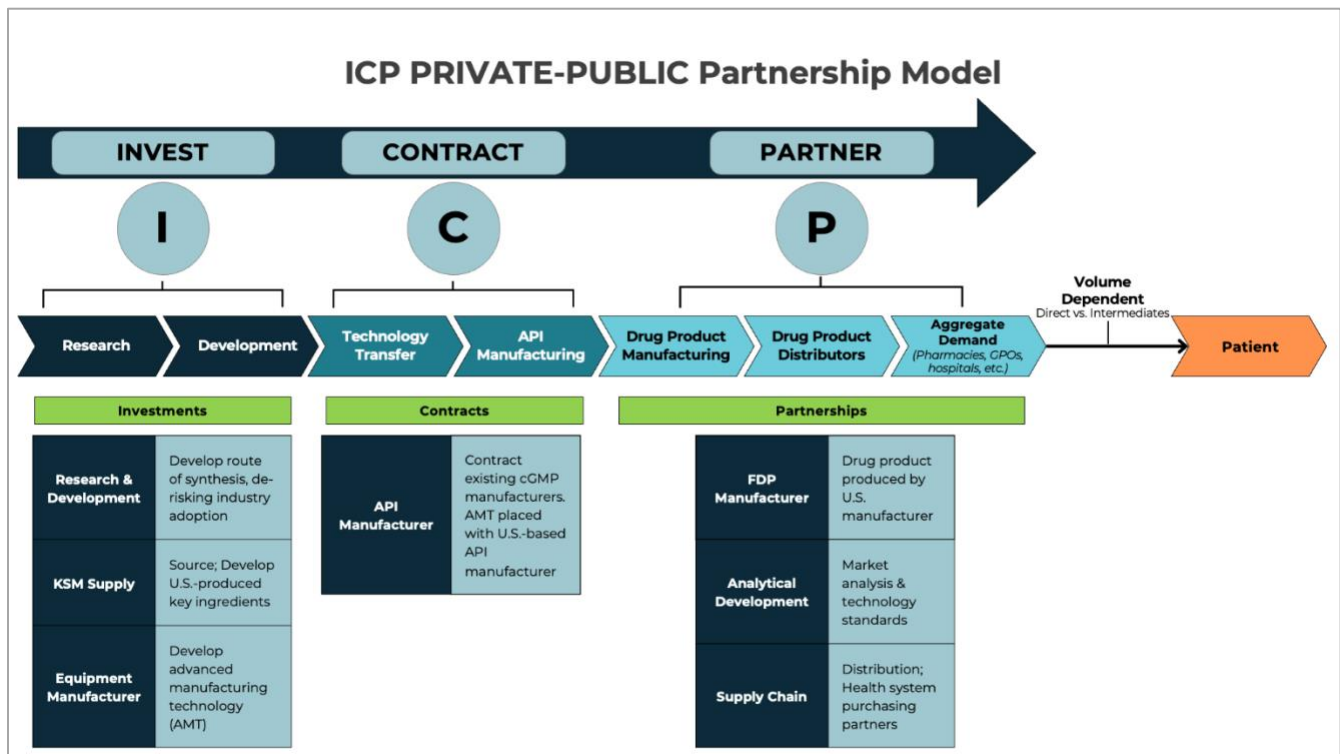 ICP PRIVATE-PUBLIC Partnership Model
INVEST
CONTRACT
PARTNER
I
C
P
Research
Development
Technology
Transfer
API
Manufacturing
Drug Product
Manufacturing
Drug Product
Distributors
Aggregate
Demand
(Pharmacies, GPOs,
hospitals, etc.)
Volume
Dependent
Direct vs. Intermediates
Patient
Investments
Research &
Development
Develop route
of synthesis, de-
risking industry
adoption
KSM Supply
Source; Develop
U.S.-produced
key ingredients
Equipment
Manufacturer
Develop
advanced
manufacturing
technology
(AMT)
Contracts
API
Manufacturer
Contract
existing cGMP
manufacturers.
AMT placed
with U.S.-based
API
manufacturer
Partnerships
FDP
Manufacturer
Drug product
produced by
U.S.
manufacturer
Analytical
Development
Market
analysis &
technology
standards
Supply Chain
Distribution;
Health system
purchasing
partners